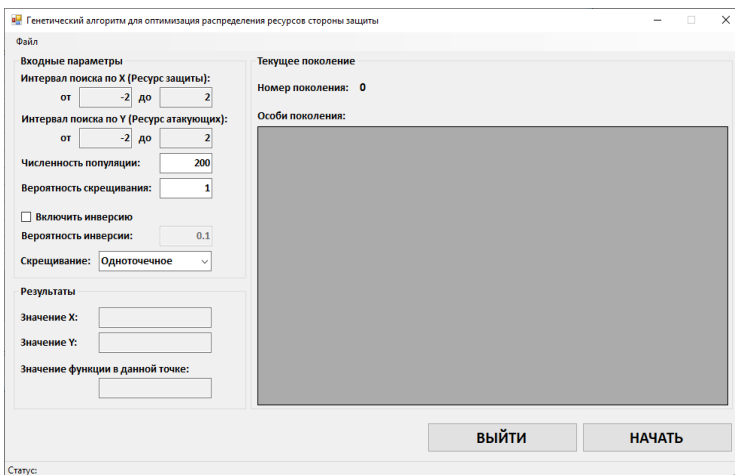 Генетический алгоритм для оптимизация распределения ресурсов стороны защиты
Файл
Входные параметры
Интервал поиска по X (Ресурс защиты):
от -2 до 2
Интервал поиска по Y (Ресурс атакующих):
от -2 до 2
Численность популяции: 200
Вероятность скрещивания: 1
Включить инверсию
Вероятность инверсии: 0.1
Скрещивание: Одноточечное
Результаты
Значение X:
Значение Y:
Значение функции в данной точке:
Текущее поколение
Номер поколения: 0
Особи поколения:
ВЫЙТИ НАЧАТЬ
Статус: